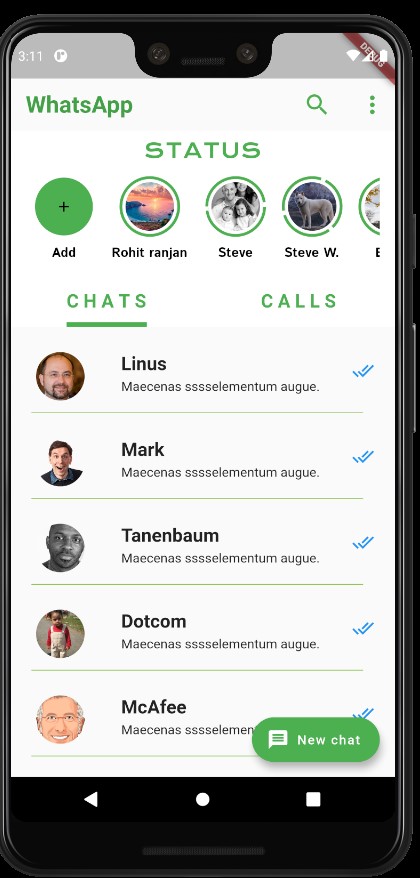 3:11
DEBUG
WhatsApp
STATUS
+
Add Rohit ranjan Steve Steve W.
CHATS CALLS
Linus
Maecenas sssselementum augue.
Mark
Maecenas sssselementum augue.
Tanenbaum
Maecenas sssselementum augue.
Dotcom
Maecenas sssselementum augue.
McAfee
Maecenas sssselemen
New chat